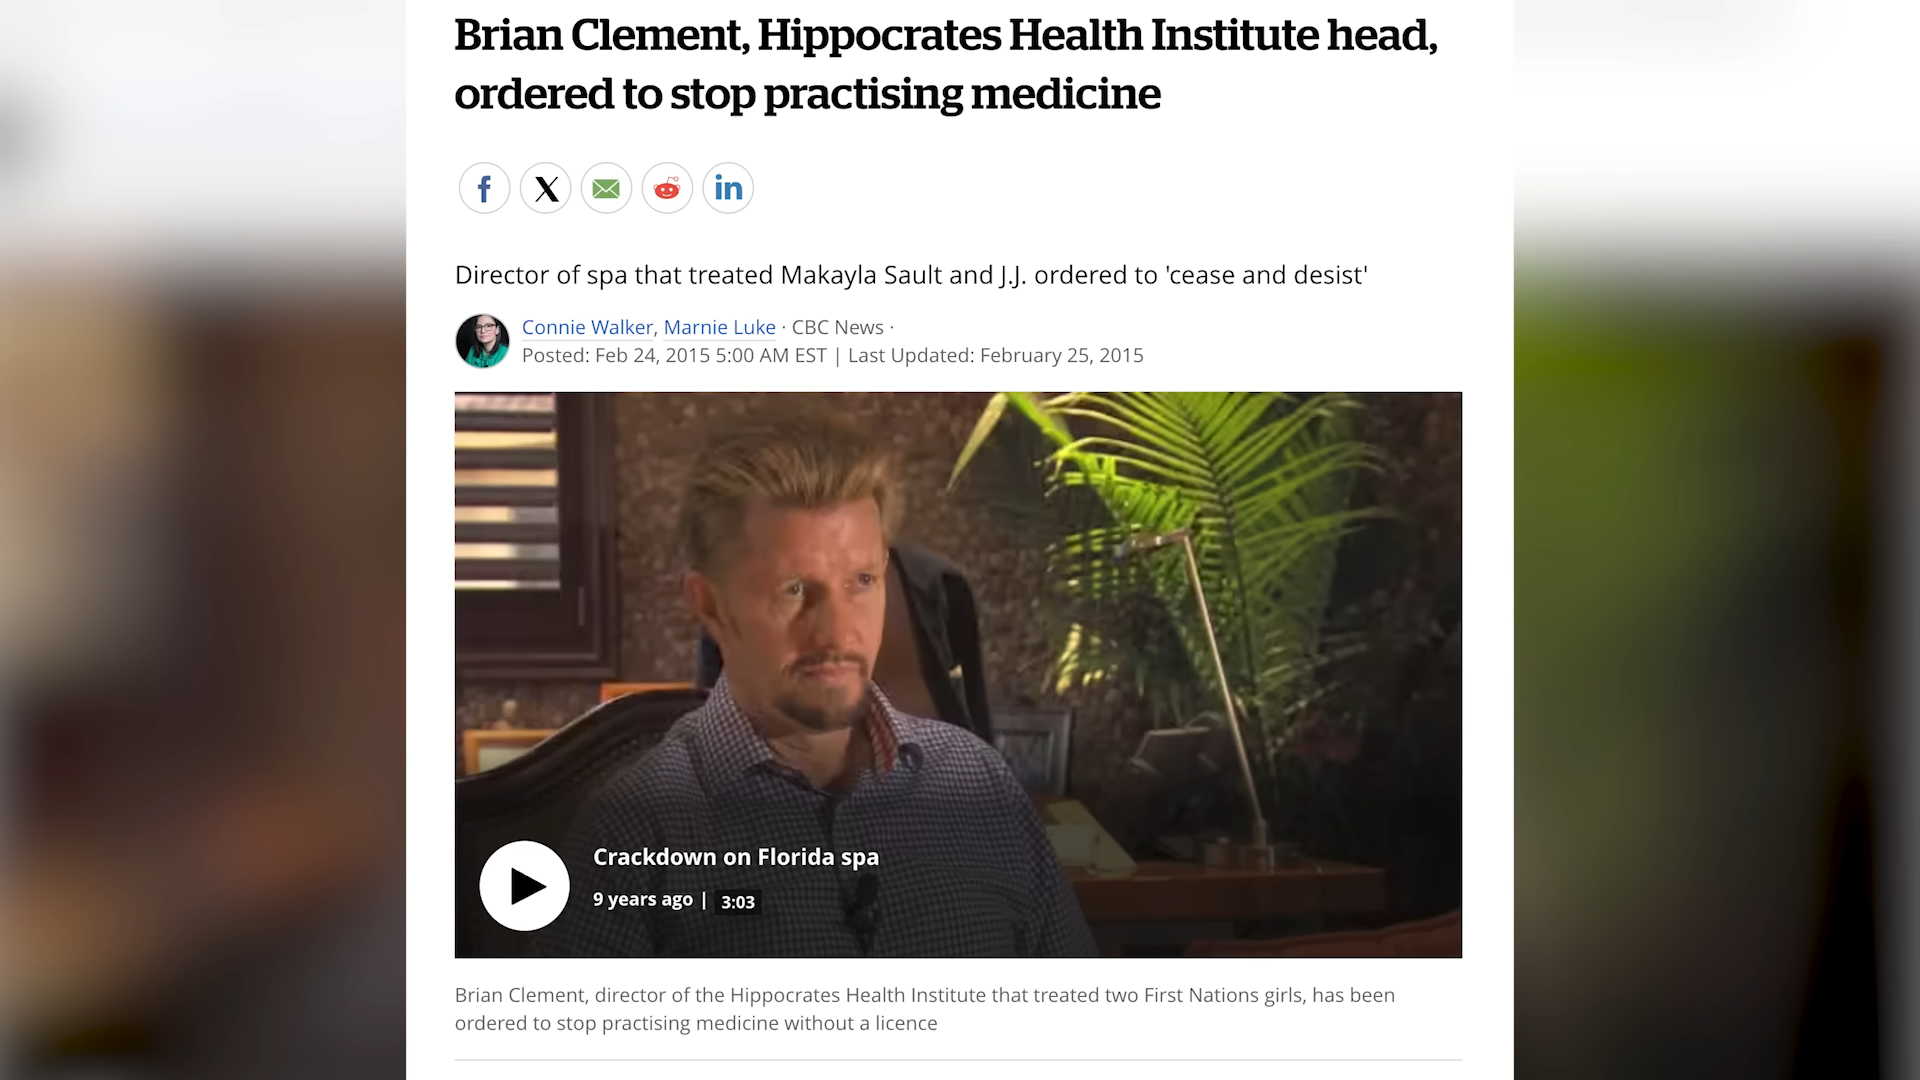 Brian Clement, Hippocrates Health Institute head,
ordered to stop practising medicine
f X in
Director of spa that treated Makayla Sault and J.J. ordered to 'cease and desist'
Connie Walker, Marnie Luke · CBC News ·
Posted: Feb 24, 2015 5:00 AM EST | Last Updated: February 25, 2015
Crackdown on Florida spa
9 years ago | 3:03
Brian Clement, director of the Hippocrates Health Institute that treated two First Nations girls, has been
ordered to stop practising medicine without a licence